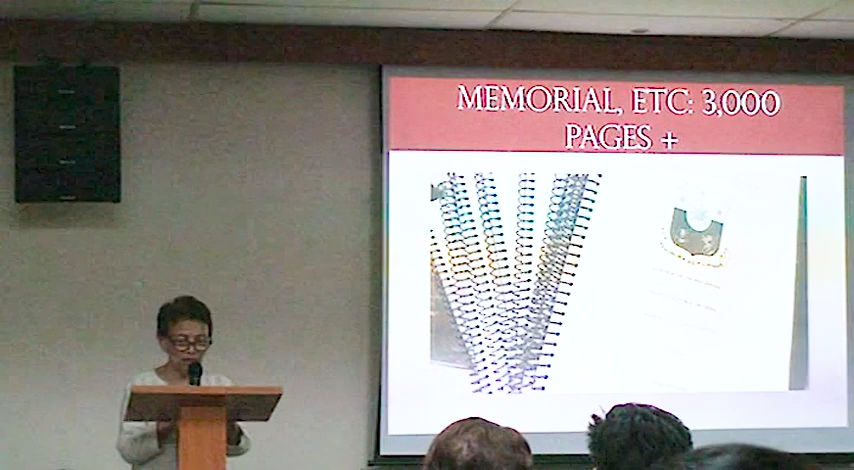 MEMORIAL, ETC: 3,000
PAGES +